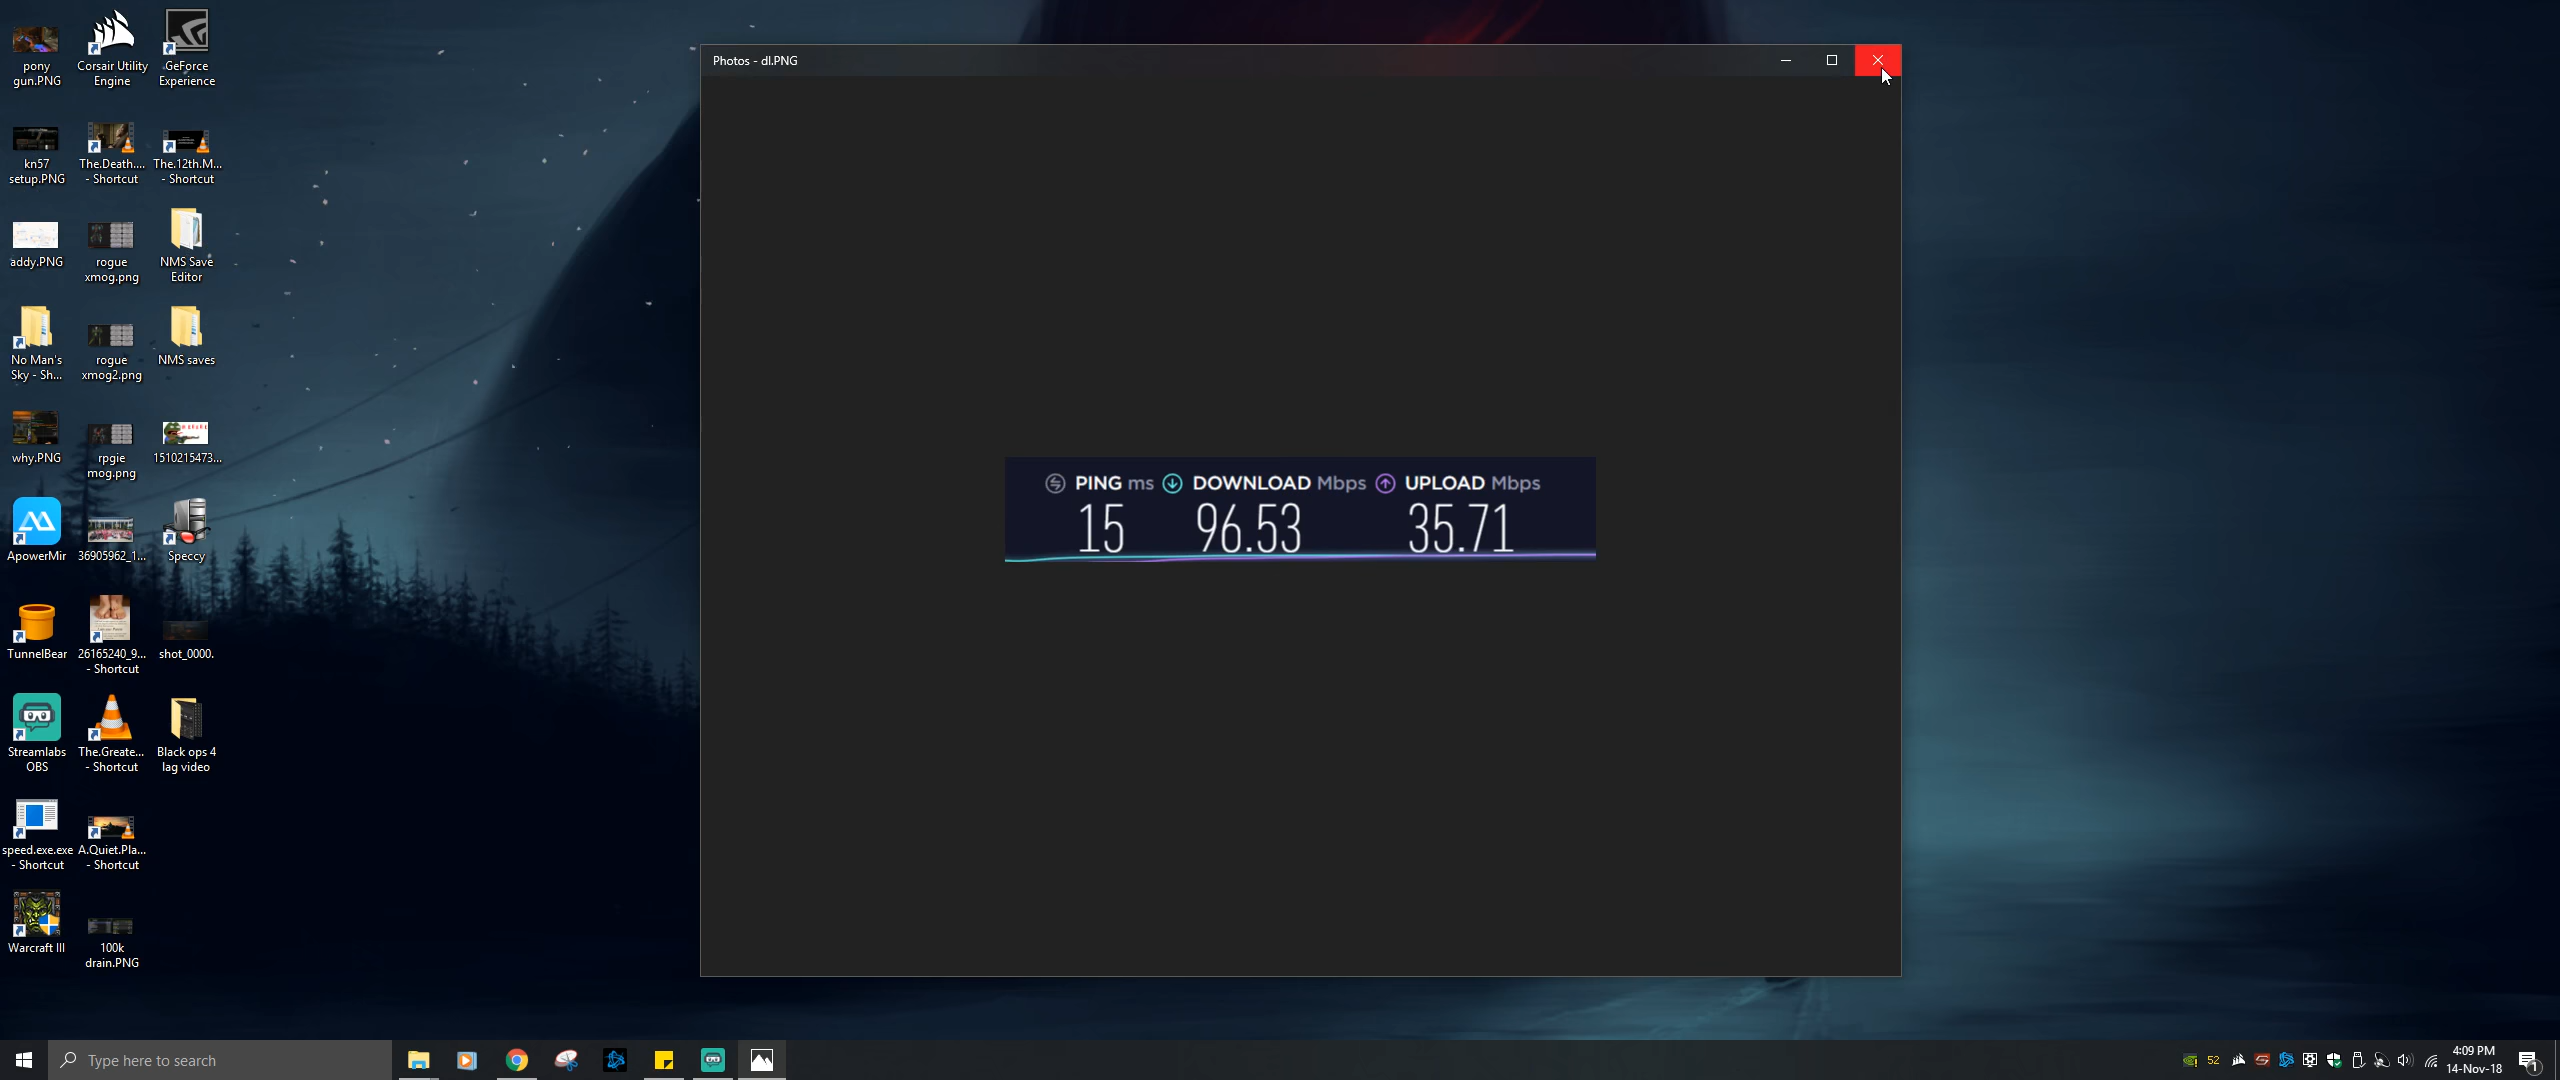 pony
gun.PNG
Corsair Utility
Engine
GeForce
Experience
kn57
setup.PNG
The.Death....
- Shortcut
The.12th.M...
- Shortcut
addy.PNG
rogue
xmog.png
NMS Save
Editor
No Man's
Sky - Sh...
rogue
xmog2.png
NMS saves
why.PNG
rpgie
mog.png
1510215473...
ApowerMir
36905962_1...
Speccy
TunnelBear
26165240_9...
- Shortcut
shot_0000.
Streamlabs
OBS
The.Greate...
- Shortcut
Black ops 4
lag video
speed.exe.exe
- Shortcut
A.Quiet.Pla...
- Shortcut
Warcraft III
100k
drain.PNG
Photos - dl.PNG
PING ms DOWNLOAD Mbps UPLOAD Mbps
15 96.53 35.71
Type here to search
52
4:09 PM
14-Nov-18
1